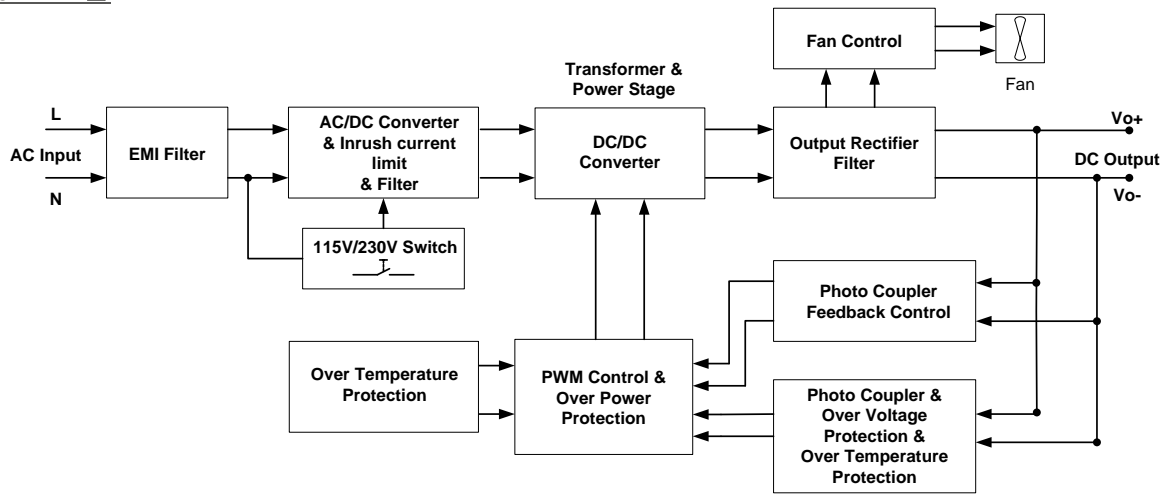 Fan Control
Fan
Transformer &
Power Stage
L
AC Input
N
EMI Filter
AC/DC Converter
& Inrush current
limit
& Filter
DC/DC
Converter
Output Rectifier
Filter
Vo+
DC Output
Vo-
115V/230V Switch
Photo Coupler
Feedback Control
Over Temperature
Protection
PWM Control &
Over Power
Protection
Photo Coupler &
Over Voltage
Protection &
Over Temperature
Protection